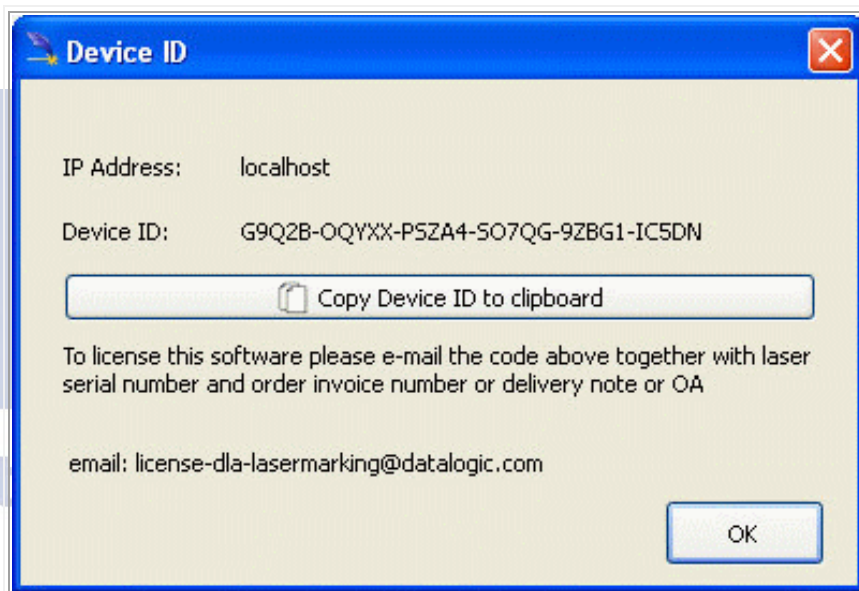 Device ID
IP Address: localhost
Device ID: G9Q2B-OQYXX-PSZA4-SO7QG-9ZBG1-IC5DN
Copy Device ID to clipboard
To license this software please e-mail the code above together with laser
serial number and order invoice number or delivery note or OA
email: license-dla-lasermarking@datalogic.com
OK